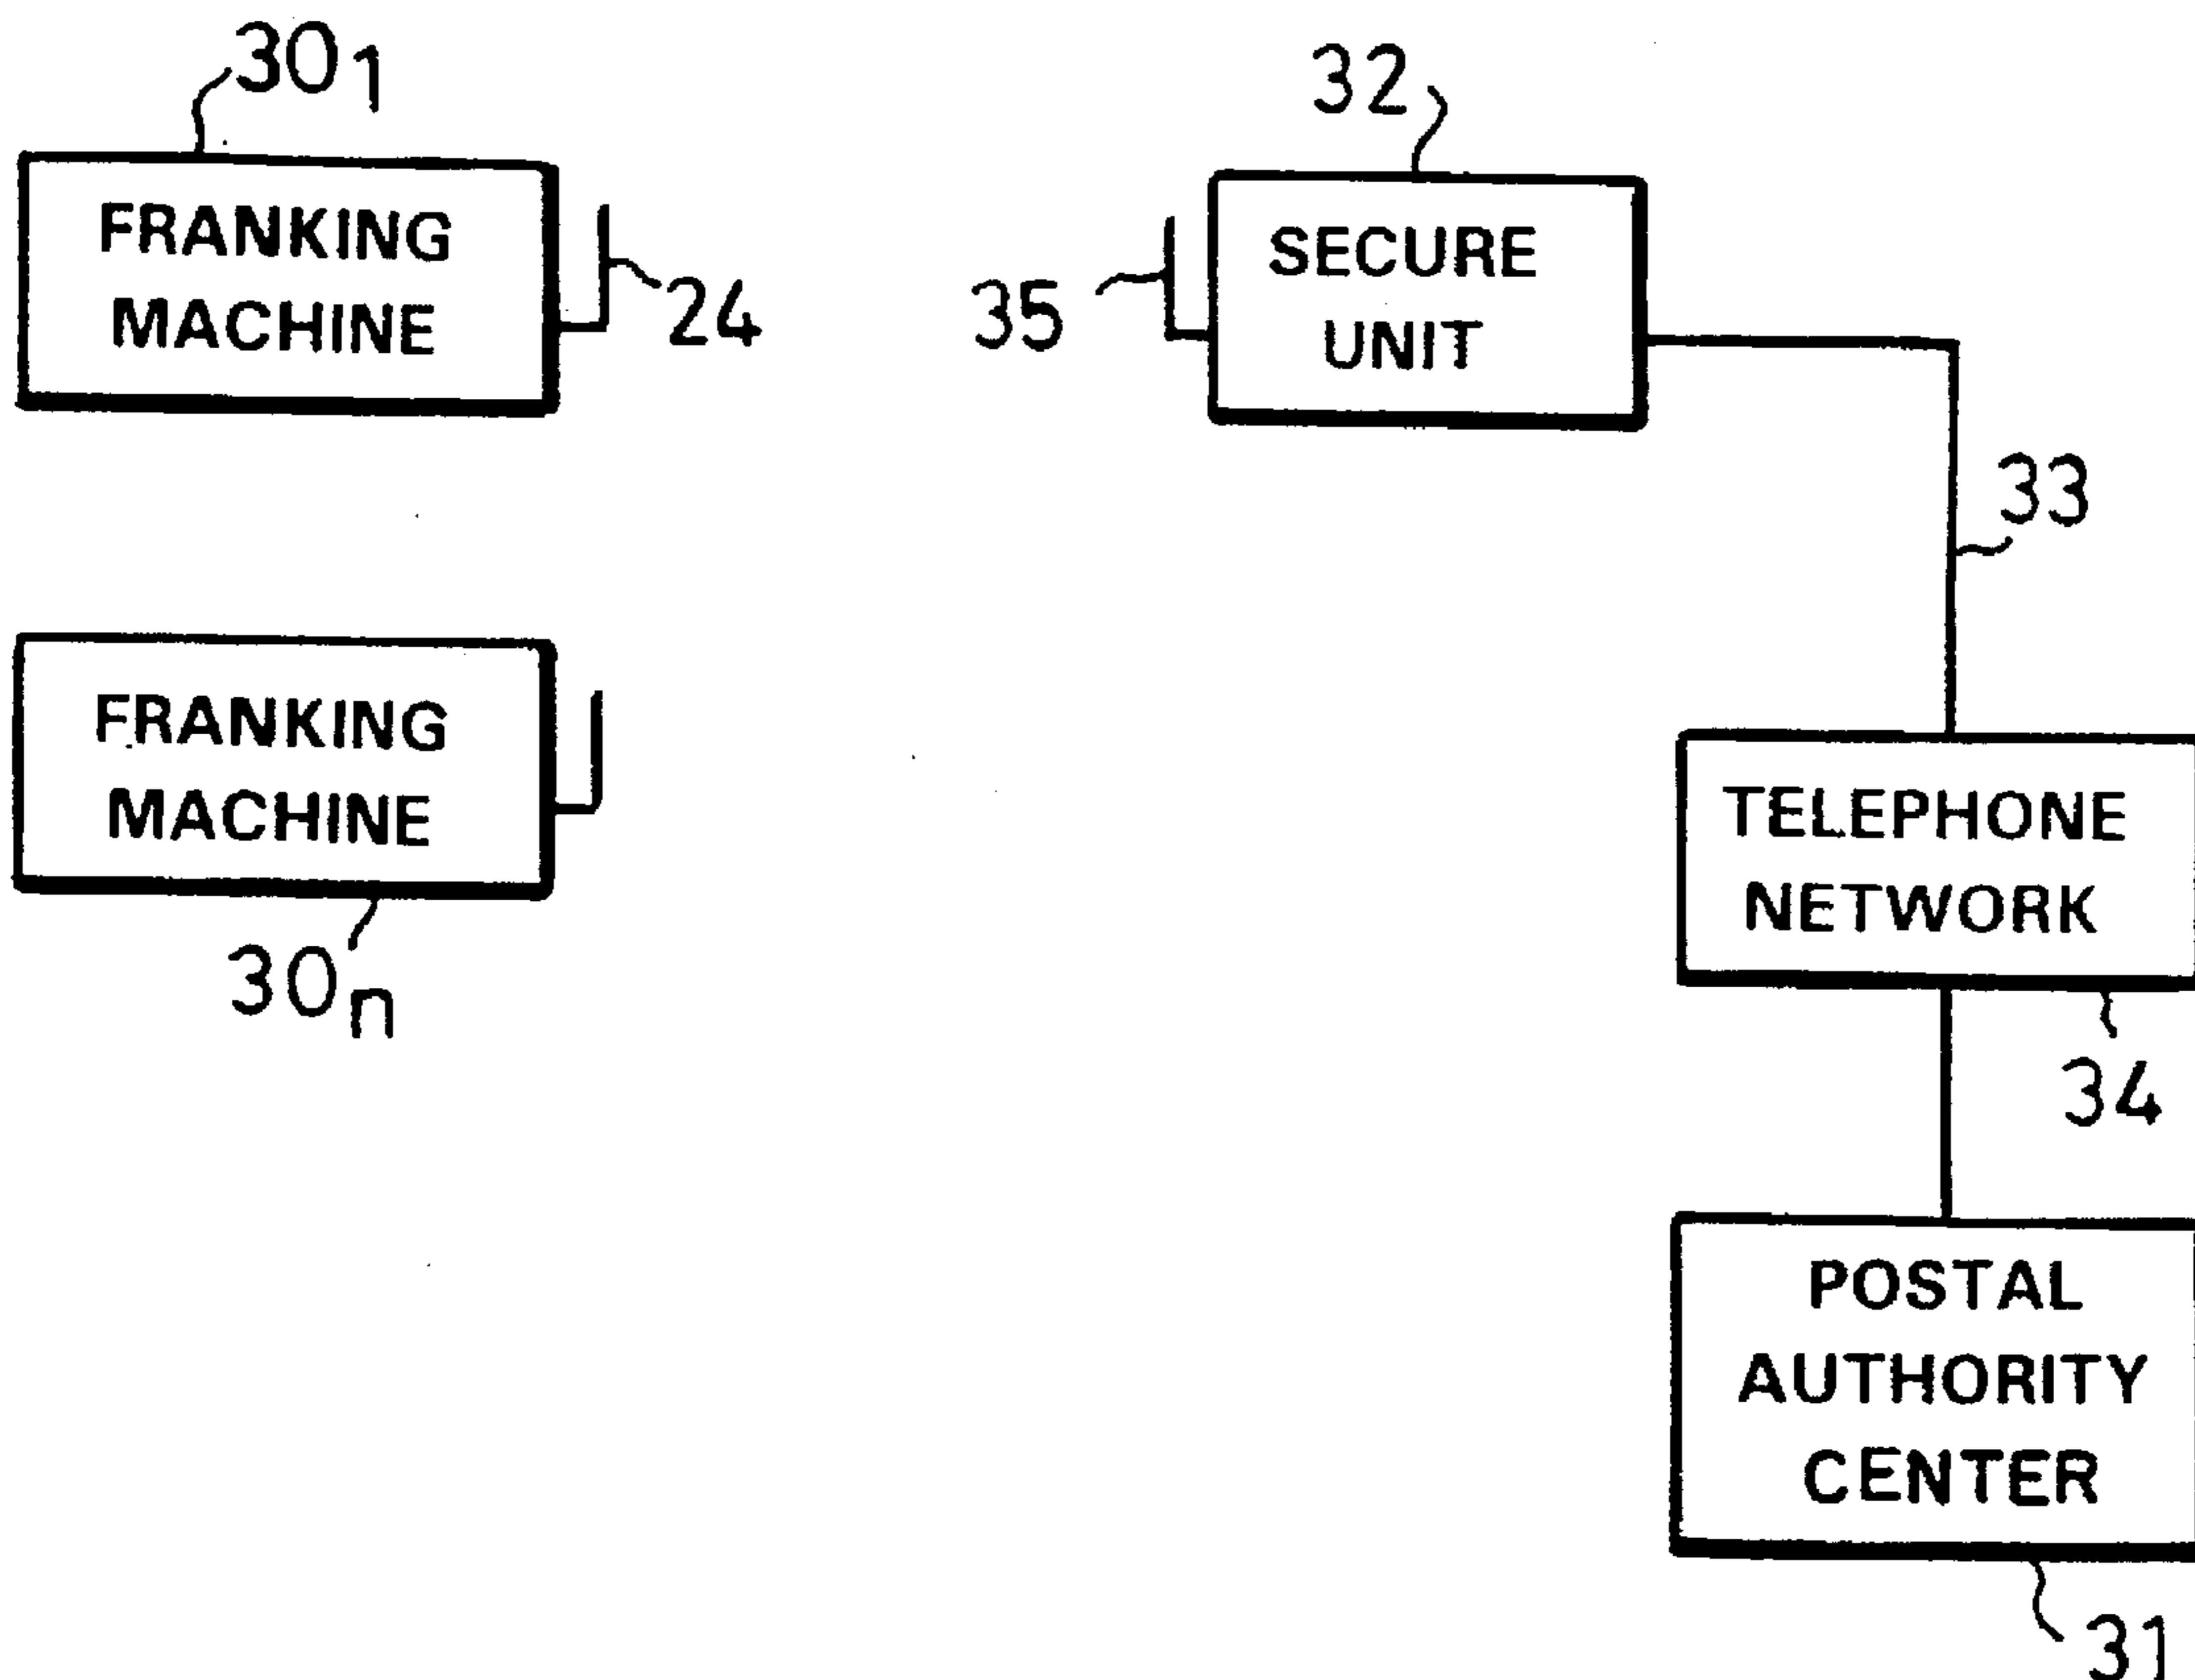 30₁
FRANKING
MACHINE
24
32
35
SECURE
UNIT
33
FRANKING
MACHINE
30ₙ
TELEPHONE
NETWORK
34
POSTAL
AUTHORITY
CENTER
31